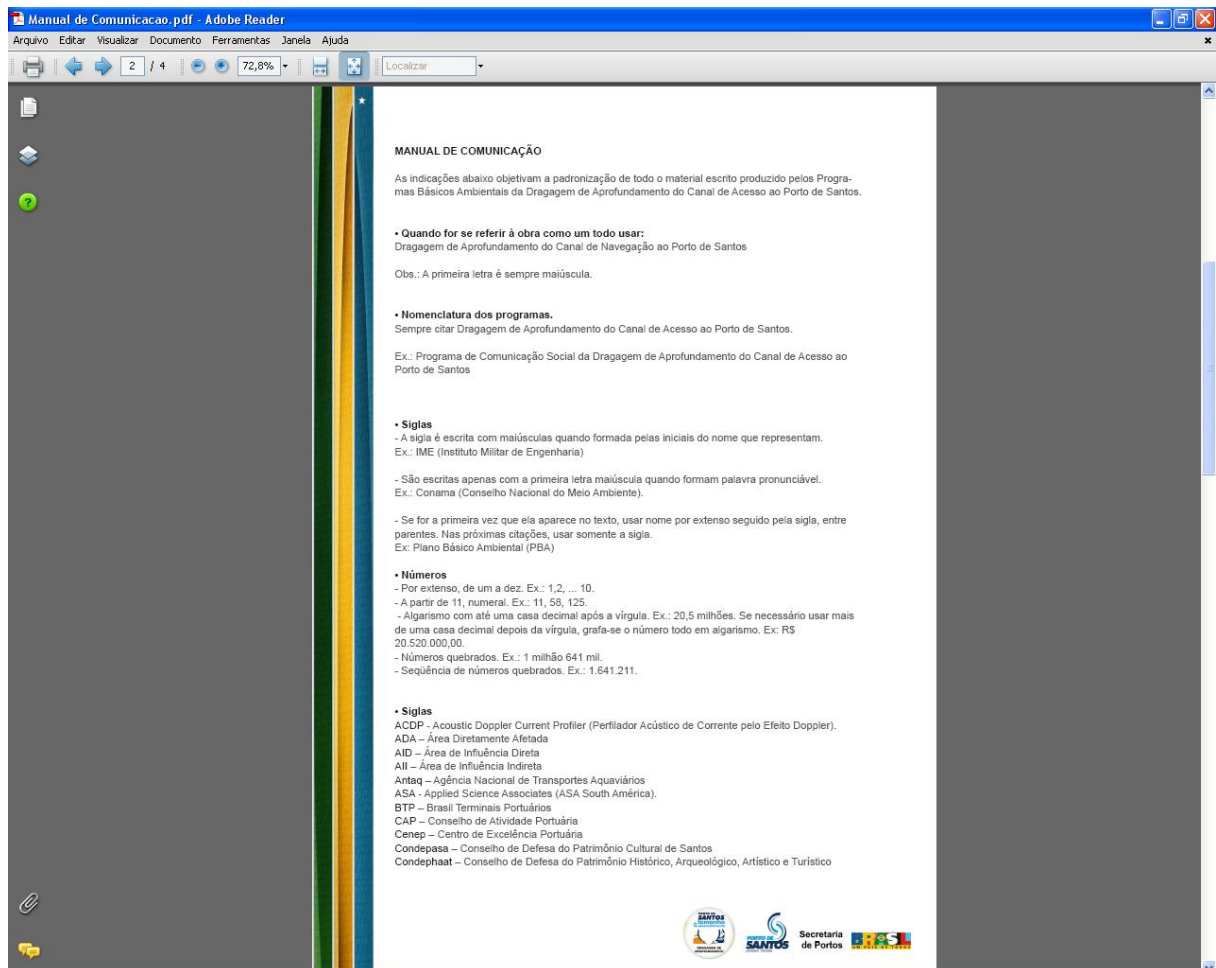 Manual de Comunicacao.pdf - Adobe Reader
Arquivo Editar Visualizar Documento Ferramentas Janela Ajuda
2 / 4 72,8% Localizar
MANUAL DE COMUNICAÇÃO
As indicações abaixo objetivam a padronização de todo o material escrito produzido pelos Progra-
mas Básicos Ambientais da Dragagem de Aprofundamento do Canal de Acesso ao Porto de Santos.
• Quando for se referir à obra como um todo usar:
Dragagem de Aprofundamento do Canal de Navegação ao Porto de Santos
Obs.: A primeira letra é sempre maiúscula.
• Nomenclatura dos programas.
Sempre citar Dragagem de Aprofundamento do Canal de Acesso ao Porto de Santos.
Ex.: Programa de Comunicação Social da Dragagem de Aprofundamento do Canal de Acesso ao
Porto de Santos
• Siglas
- A sigla é escrita com maiúsculas quando formada pelas iniciais do nome que representam.
Ex.: IME (Instituto Militar de Engenharia)
- São escritas apenas com a primeira letra maiúscula quando formam palavra pronunciável.
Ex.: Conama (Conselho Nacional do Meio Ambiente).
- Se for a primeira vez que ela aparece no texto, usar nome por extenso seguido pela sigla, entre
parentes. Nas próximas citações, usar somente a sigla.
Ex: Plano Básico Ambiental (PBA)
• Números
- Por extenso, de um a dez. Ex.: 1,2, ... 10.
- A partir de 11, numeral. Ex.: 11, 58, 125.
- Algarismo com até uma casa decimal após a vírgula. Ex.: 20,5 milhões. Se necessário usar mais
de uma casa decimal depois da vírgula, grafa-se o número todo em algarismo. Ex: R$
20.520.000,00.
- Números quebrados. Ex.: 1 milhão 641 mil.
- Seqüência de números quebrados. Ex.: 1.641.211.
• Siglas
ACDP - Acoustic Doppler Current Profiler (Perfilador Acústico de Corrente pelo Efeito Doppler).
ADA – Área Diretamente Afetada
AID – Área de Influência Direta
AII – Área de Influência Indireta
Antaq – Agência Nacional de Transportes Aquaviários
ASA - Applied Science Associates (ASA South América).
BTP – Brasil Terminais Portuários
CAP – Conselho de Atividade Portuária
Cenep – Centro de Excelência Portuária
Condepasa – Conselho de Defesa do Patrimônio Cultural de Santos
Condephaat – Conselho de Defesa do Patrimônio Histórico, Arqueológico, Artístico e Turístico
PORTO DE
SANTOS
PORTO DE
SANTOS
Secretaria
de Portos
BRASIL
UM PAÍS DE TODOS